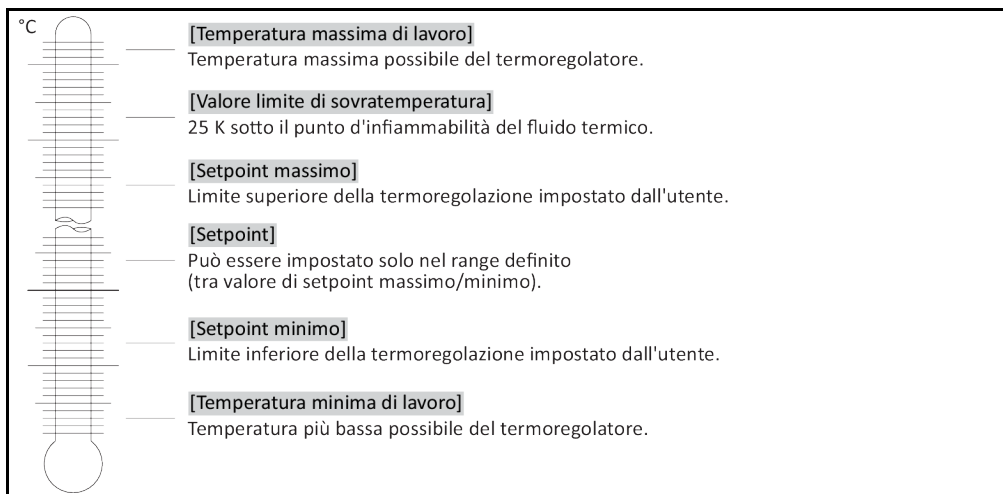 °C
[Temperatura massima di lavoro]
Temperatura massima possibile del termoregolatore.
[Valore limite di sovratemperatura]
25 K sotto il punto d'infiammabilità del fluido termico.
[Setpoint massimo]
Limite superiore della termoregolazione impostato dall'utente.
[Setpoint]
Può essere impostato solo nel range definito
(tra valore di setpoint massimo/minimo).
[Setpoint minimo]
Limite inferiore della termoregolazione impostato dall'utente.
[Temperatura minima di lavoro]
Temperatura più bassa possibile del termoregolatore.